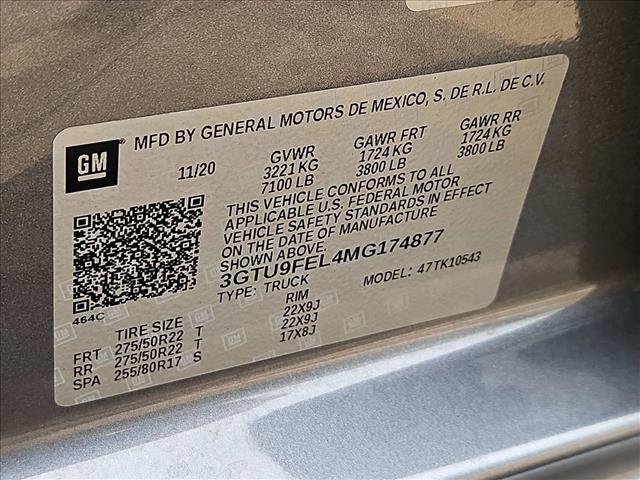 GM
MFD BY GENERAL MOTORS DE MEXICO, S. DE R.L. DE C.V.
11/20 GVWR GAWR FRT GAWR RR
3221 KG 1724 KG 1724 KG
7100 LB 3800 LB 3800 LB
THIS VEHICLE CONFORMS TO ALL
APPLICABLE U.S. FEDERAL MOTOR
VEHICLE SAFETY STANDARDS IN EFFECT
ON THE DATE OF MANUFACTURE
3GTU9FEL4MG174877
TYPE: TRUCK MODEL: 47TK10543
464C
TIRE SIZE RIM
FRT 275/50R22 T 22X9J
RR 275/50R22 T 22X9J
SPA 255/80R17 S 17X8J